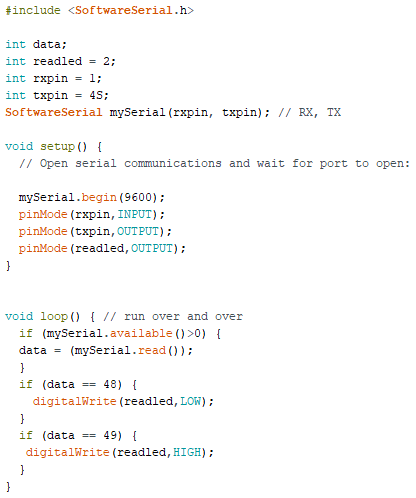 #include <SoftwareSerial.h>
int data;
int readled = 2;
int rxpin = 1;
int txpin = 4S;
SoftwareSerial mySerial(rxpin, txpin); // RX, TX
void setup() {
// Open serial communications and wait for port to open:
mySerial.begin(9600);
pinMode(rxpin,INPUT);
pinMode(txpin,OUTPUT);
pinMode(readled,OUTPUT);
}
void loop() { // run over and over
if (mySerial.available()>0) {
data = (mySerial.read());
}
if (data == 48) {
digitalWrite(readled,LOW);
}
if (data == 49) {
digitalWrite(readled,HIGH);
}
}